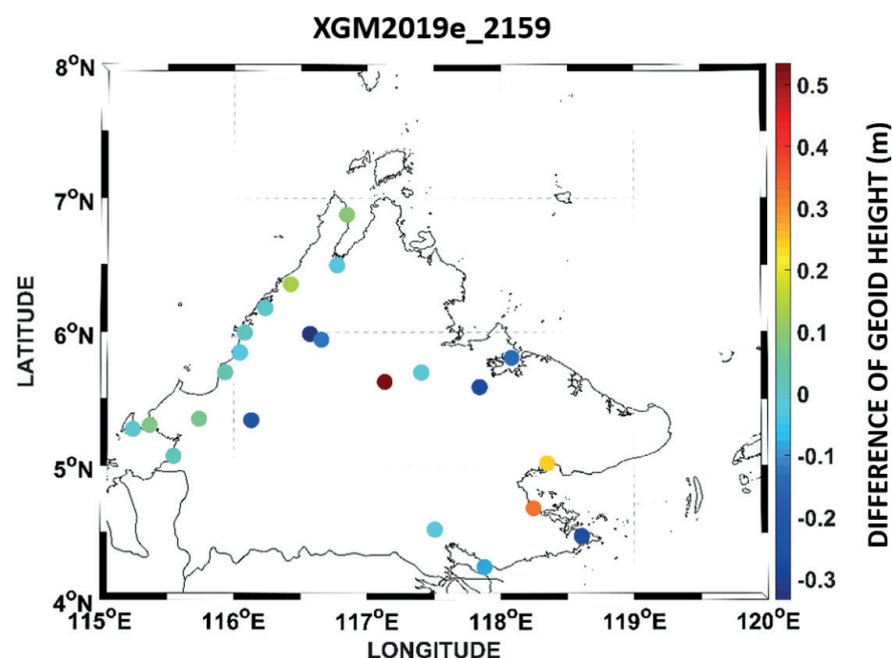 XGM2019e_2159
8°N
7°N
6°N
5°N
4°N
LATITUDE
115°E
116°E
117°E
118°E
119°E
120°E
LONGITUDE
0.5
0.4
0.3
0.2
0.1
0
-0.1
-0.2
-0.3
DIFFERENCE OF GEOID HEIGHT (m)